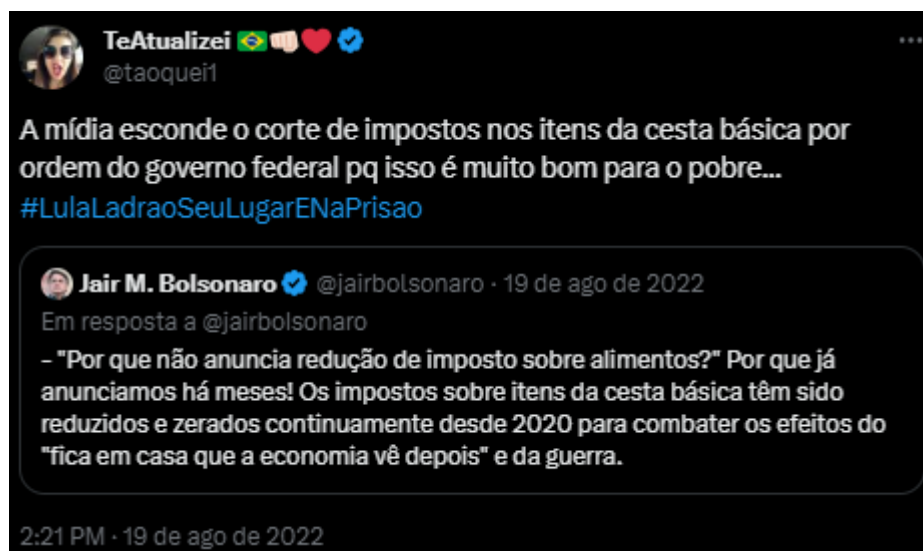 TeAtualizei 🇧🇷👊🏻❤️
@taoquei1
A mídia esconde o corte de impostos nos itens da cesta básica por
ordem do governo federal pq isso é muito bom para o pobre...
#LulaLadraoSeuLugarENaPrisao
Jair M. Bolsonaro @jairbolsonaro · 19 de ago de 2022
Em resposta a @jairbolsonaro
- "Por que não anuncia redução de imposto sobre alimentos?" Por que já
anunciamos há meses! Os impostos sobre itens da cesta básica têm sido
reduzidos e zerados continuamente desde 2020 para combater os efeitos do
"fica em casa que a economia vê depois" e da guerra.
2:21 PM · 19 de ago de 2022